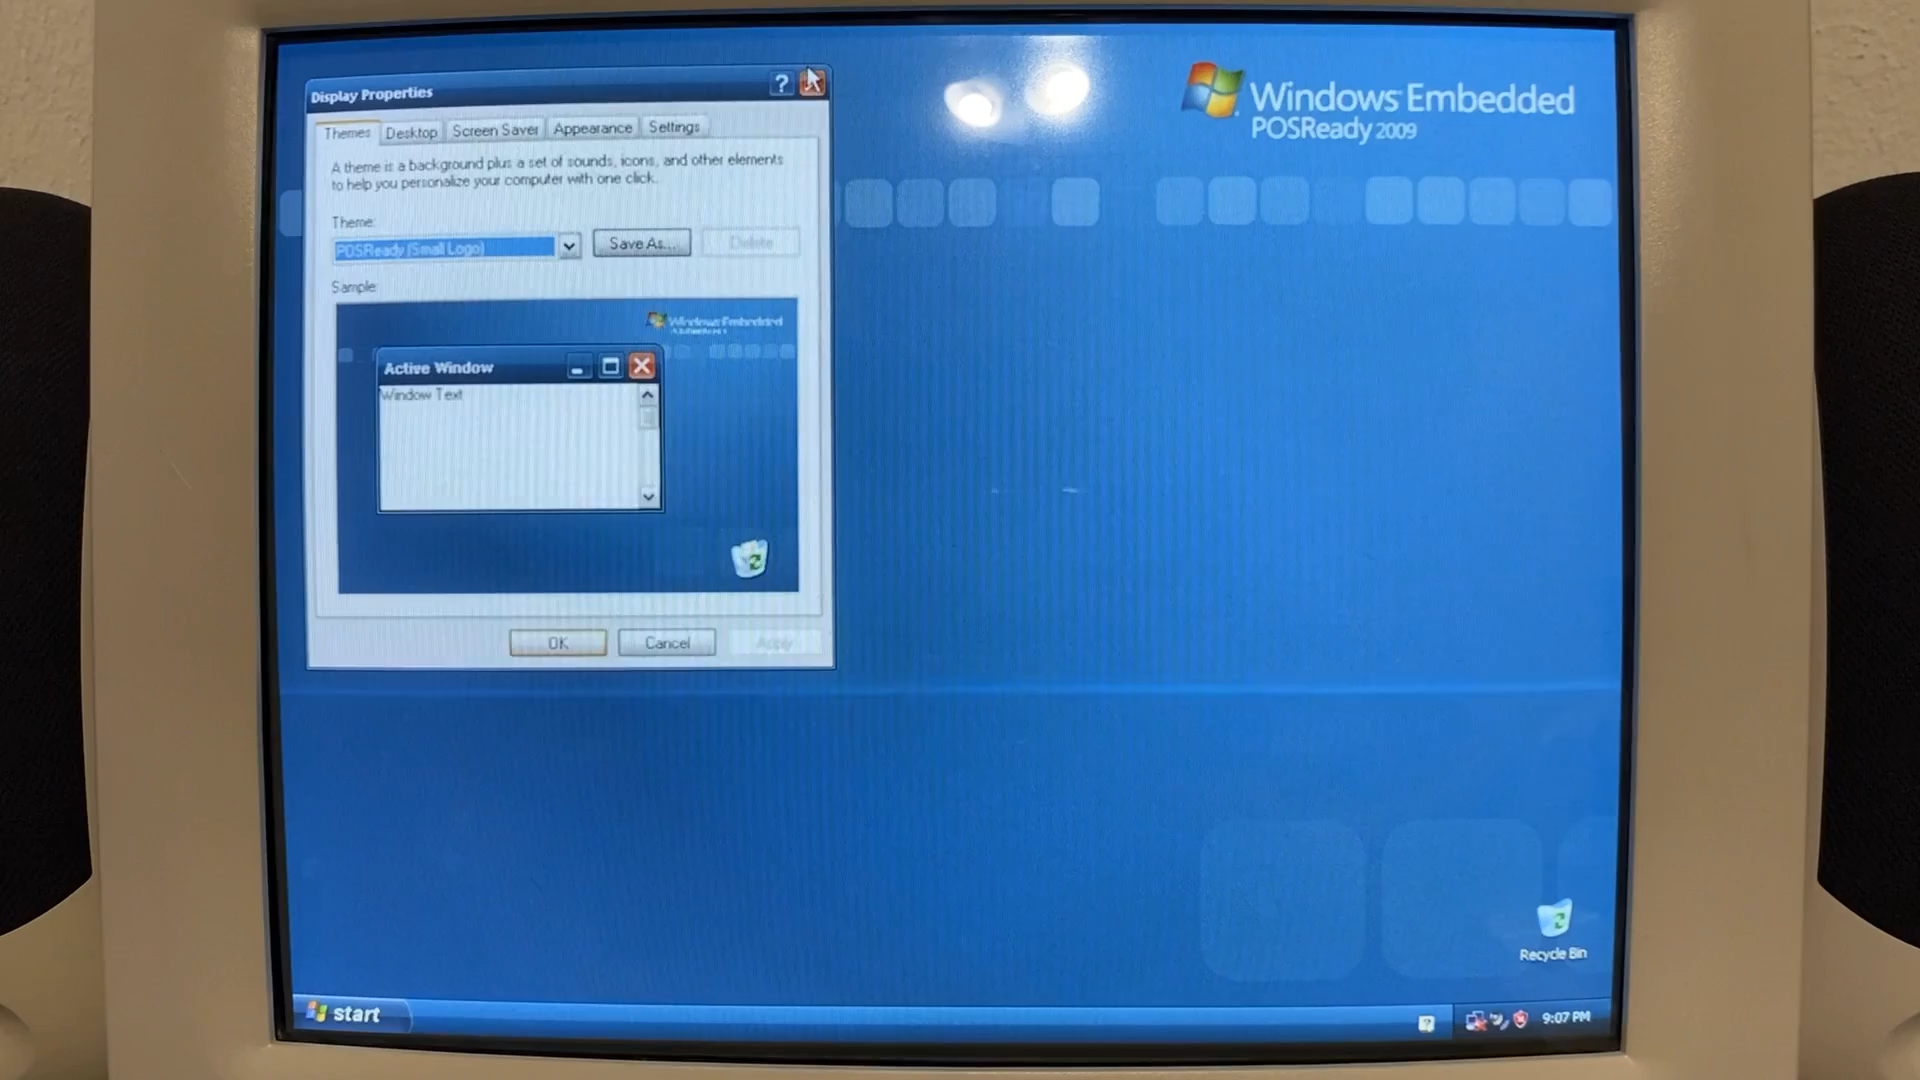 Windows Embedded
POSReady 2009
Display Properties
?
Themes Desktop Screen Saver Appearance Settings
A theme is a background plus a set of sounds, icons, and other elements
to help you personalize your computer with one click.
Theme:
POSReady (Small Logo)
Save As...
Delete
Sample:
Windows Embedded
Active Window
Window Text
OK
Cancel
Apply
Recycle Bin
start
?
9:07 PM